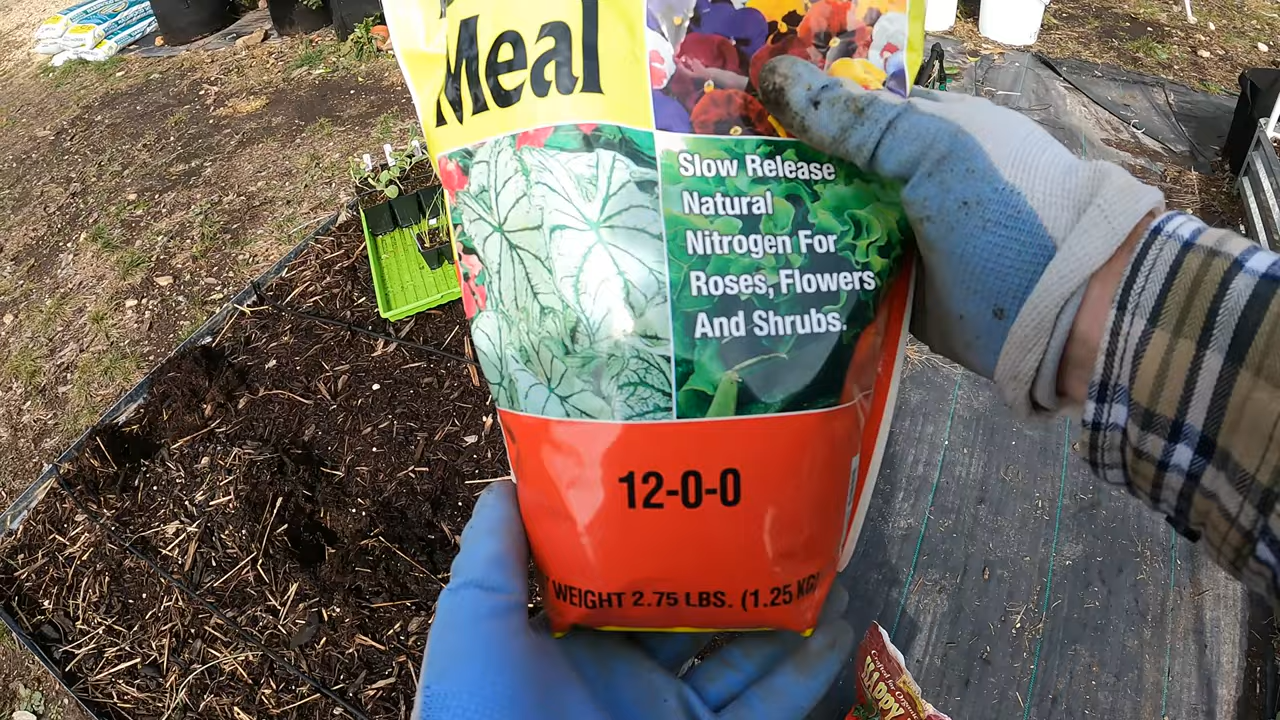 Meal
Slow Release
Natural
Nitrogen For
Roses, Flowers
And Shrubs.
12-0-0
WEIGHT 2.75 LBS. (1.25 KG)